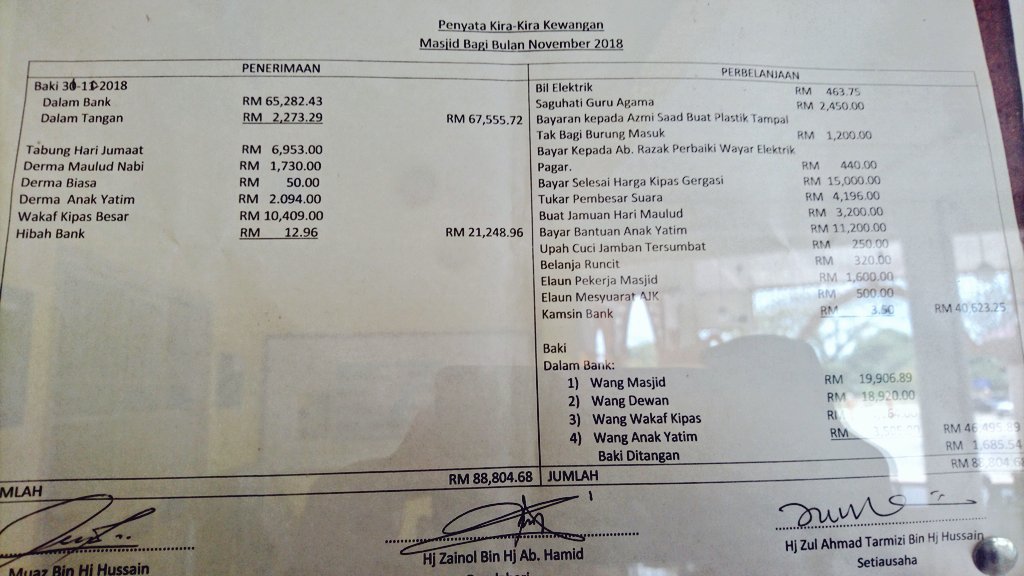 Penyata Kira-Kira Kewangan
Masjid Bagi Bulan November 2018
PENERIMAAN
Baki 30-11-2018
Dalam Bank RM 65,282.43
Dalam Tangan RM 2,273.29 RM 67,555.72
Tabung Hari Jumaat RM 6,953.00
Derma Maulud Nabi RM 1,730.00
Derma Biasa RM 50.00
Derma Anak Yatim RM 2.094.00
Wakaf Kipas Besar RM 10,409.00
Hibah Bank RM 12.96 RM 21,248.96
MLAH RM 88,804.68
PERBELANJAAN
Bil Elektrik RM 463.75
Saguhati Guru Agama RM 2,450.00
Bayaran kepada Azmi Saad Buat Plastik Tampal
Tak Bagi Burung Masuk RM 1,200.00
Bayar Kepada Ab. Razak Perbaiki Wayar Elektrik
Pagar. RM 440.00
Bayar Selesai Harga Kipas Gergasi RM 15,000.00
Tukar Pembesar Suara RM 4,196.00
Buat Jamuan Hari Maulud RM 3,200.00
Bayar Bantuan Anak Yatim RM 11,200.00
Upah Cuci Jamban Tersumbat RM 250.00
Belanja Runcit RM 320.00
Elaun Pekerja Masjid RM 1,600.00
Elaun Mesyuarat AJK RM 500.00
Kamsin Bank RM 3.50 RM 40,623.25
Baki
Dalam Bank:
1) Wang Masjid RM 19,906.89
2) Wang Dewan RM 18,920.00
3) Wang Wakaf Kipas
4) Wang Anak Yatim RM RM 46,495.89
Baki Ditangan RM 1,685.54
JUMLAH RM 88,804.68
Muaz Bin Hj Hussain
Hj Zainol Bin Hj Ab. Hamid
Hj Zul Ahmad Tarmizi Bin Hj Hussain
Setiausaha